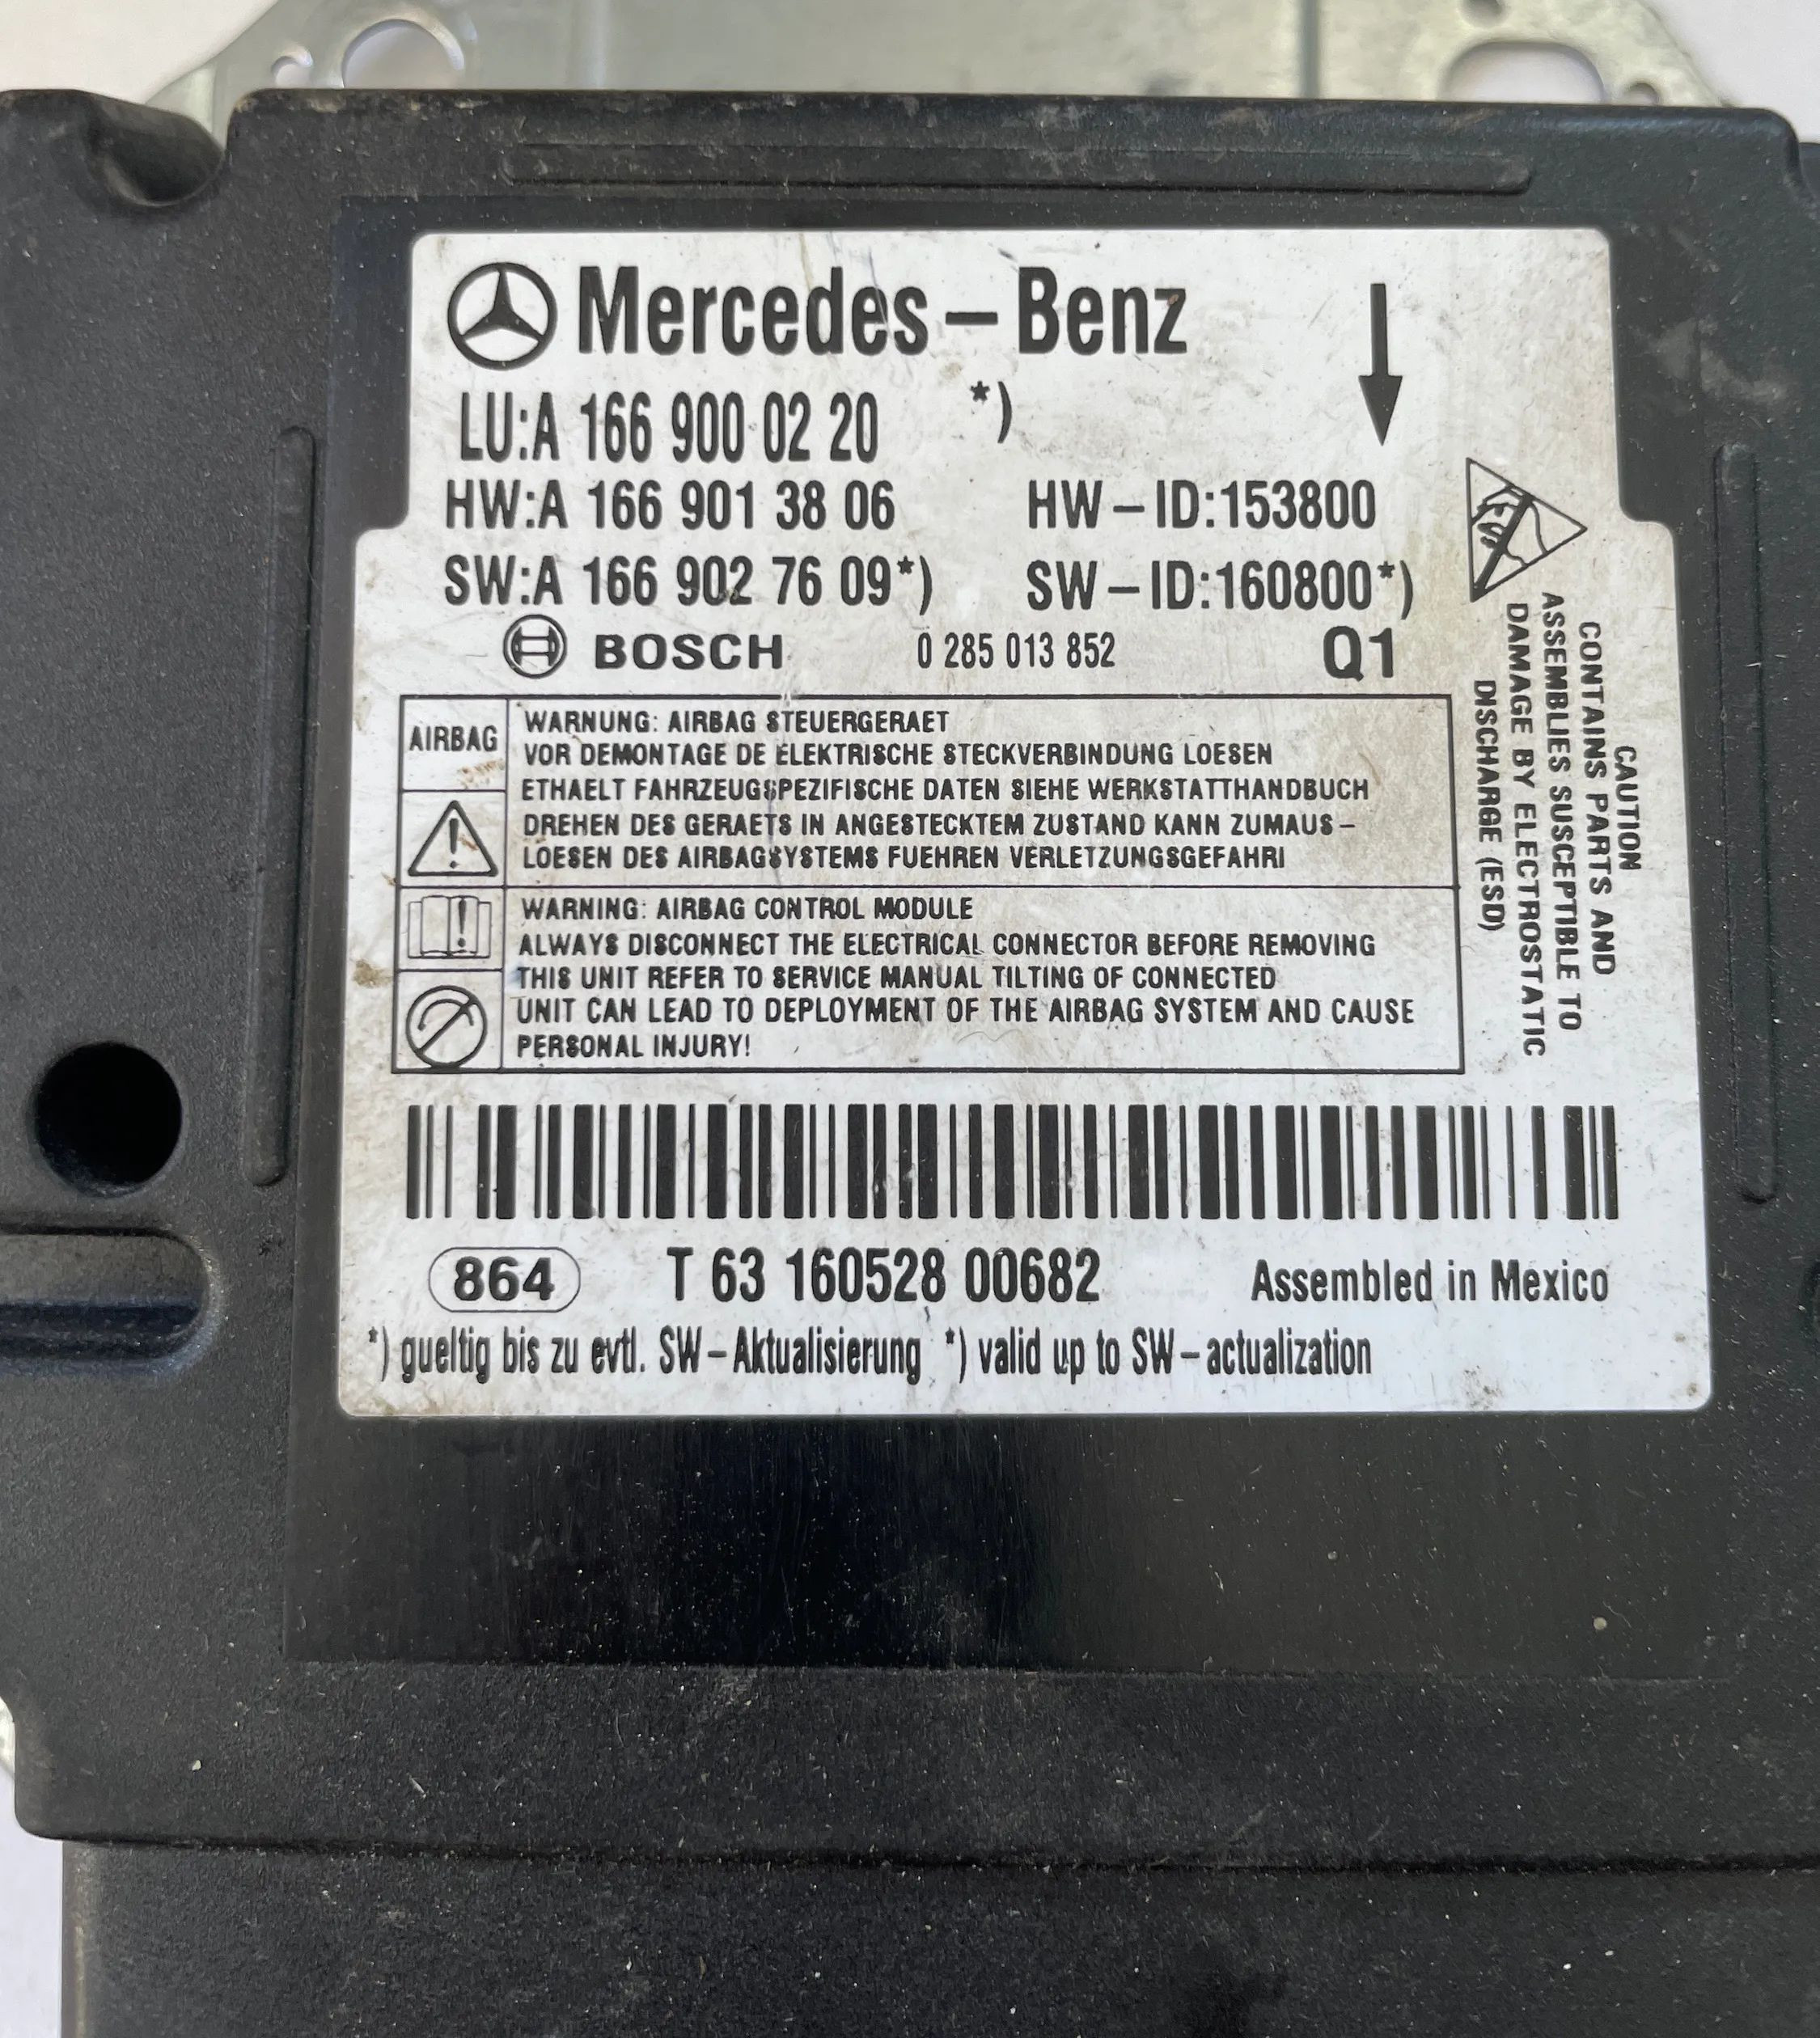 Mercedes-Benz
LU:A 166 900 02 20 *)
HW:A 166 901 38 06 HW-ID:153800
SW:A 166 902 76 09*) SW-ID:160800*)
BOSCH 0 285 013 852 Q1
AIRBAG
WARNUNG: AIRBAG STEUERGERAET
VOR DEMONTAGE DE ELEKTRISCHE STECKVERBINDUNG LOESEN
ETHAELT FAHRZEUGSPEZIFISCHE DATEN SIEHE WERKSTATTHANDBUCH
DREHEN DES GERAETS IN ANGESTECKTEM ZUSTAND KANN ZUMAUS-
LOESEN DES AIRBAGSYSTEMS FUEHREN VERLETZUNGSGEFAHRI
WARNING: AIRBAG CONTROL MODULE
ALWAYS DISCONNECT THE ELECTRICAL CONNECTOR BEFORE REMOVING
THIS UNIT REFER TO SERVICE MANUAL TILTING OF CONNECTED
UNIT CAN LEAD TO DEPLOYMENT OF THE AIRBAG SYSTEM AND CAUSE
PERSONAL INJURY!
CAUTION
CONTAINS PARTS AND
ASSEMBLIES SUSCEPTIBLE TO
DAMAGE BY ELECTROSTATIC
DISCHARGE (ESD)
864 T 63 160528 00682 Assembled in Mexico
*) gueltig bis zu evtl. SW-Aktualisierung *) valid up to SW-actualization